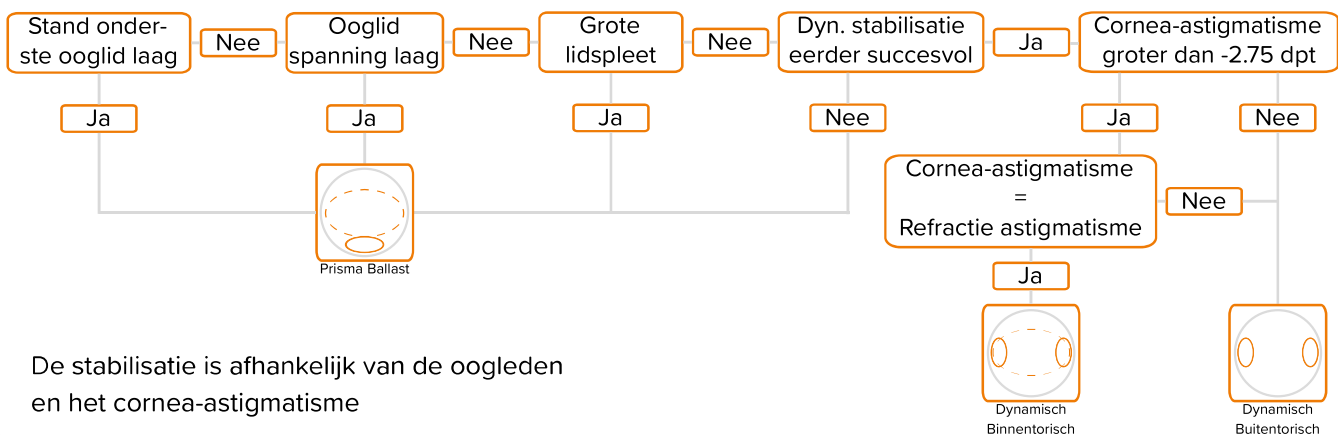 Stand onder-
ste ooglid laag
Nee
Ooglid
spanning laag
Nee
Grote
lidspleet
Nee
Dyn. stabilisatie
eerder succesvol
Ja
Cornea-astigmatisme
groter dan -2.75 dpt
Ja
Ja
Ja
Nee
Ja
Nee
Cornea-astigmatisme
=
Refractie astigmatisme
Nee
Prisma Ballast
Ja
De stabilisatie is afhankelijk van de oogleden
en het cornea-astigmatisme
Dynamisch
Binnentorisch
Dynamisch
Buitentorisch